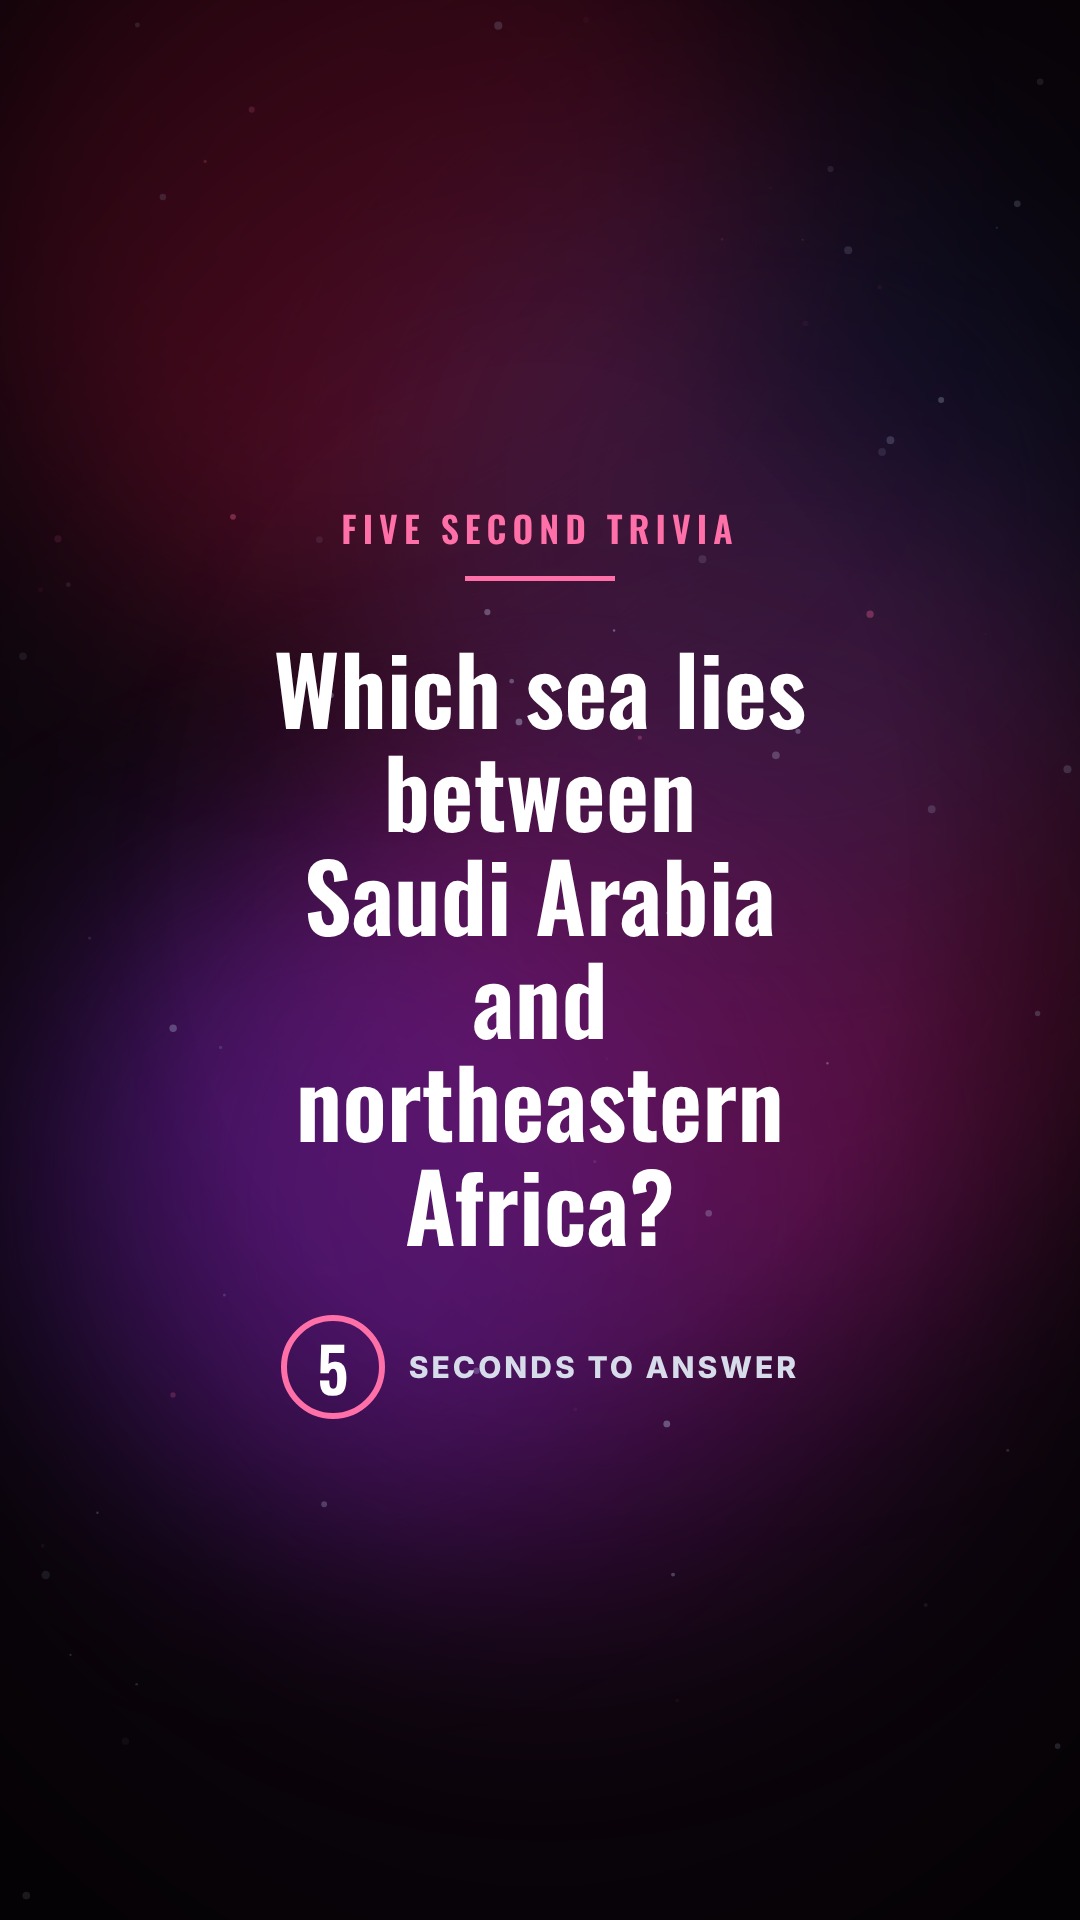 FIVE SECOND TRIVIA
Which sea lies
between
Saudi Arabia
and
northeastern
Africa?
5 SECONDS TO ANSWER